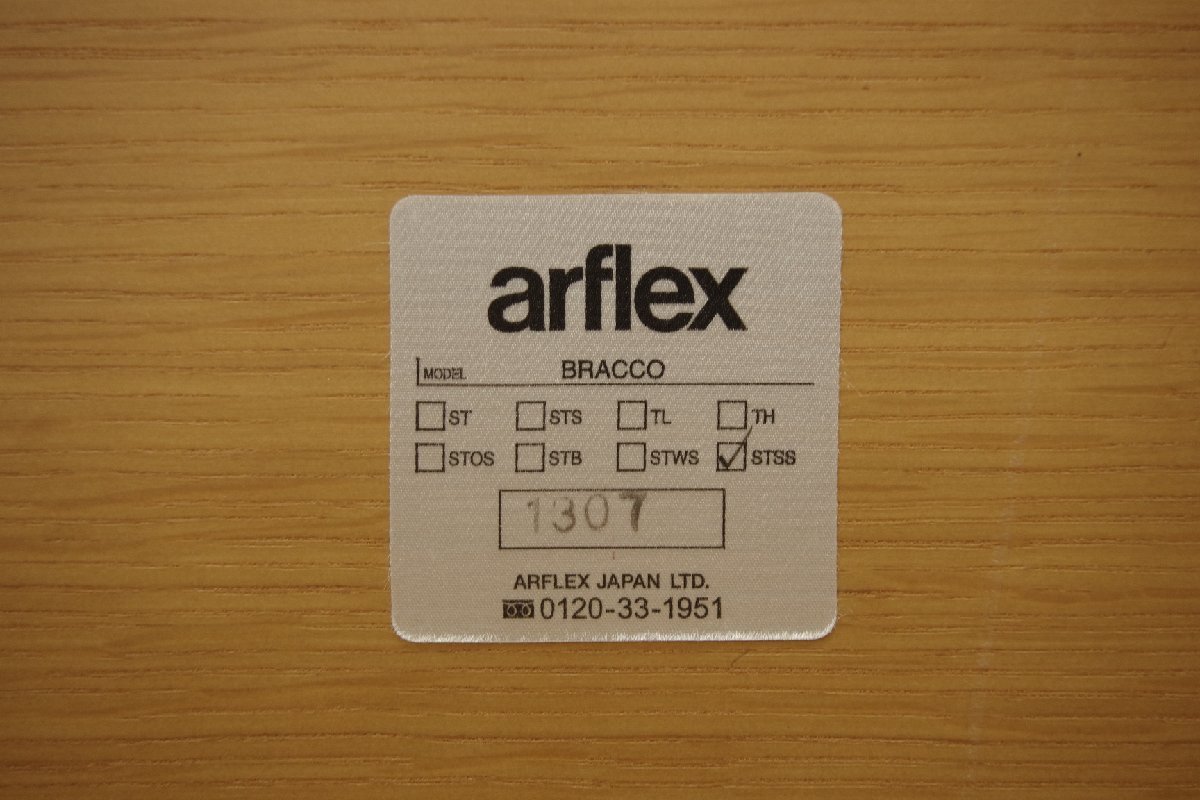 arflex
MODEL BRACCO
☐ST ☐STS ☐TL ☐TH
☐STOS ☐STB ☐STWS ☑STSS
1307
ARFLEX JAPAN LTD.
0120-33-1951